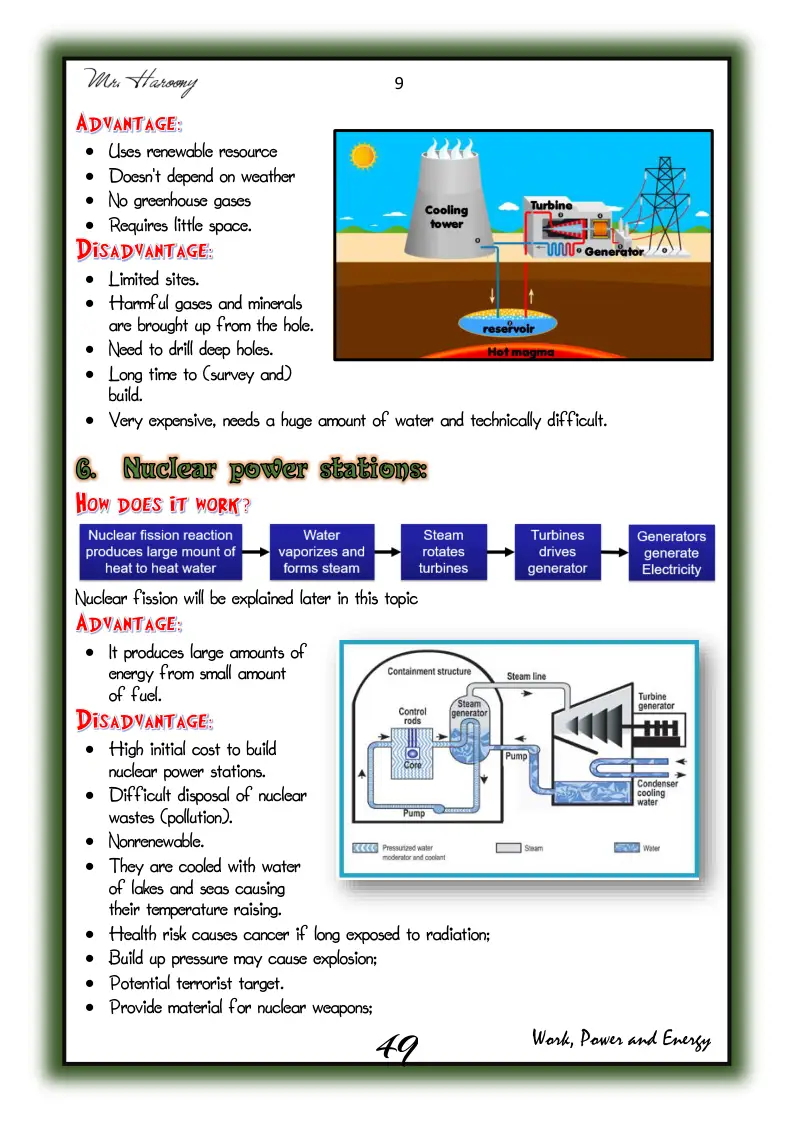 Mr. Haroony
9
ADVANTAGE:
• Uses renewable resource
• Doesn't depend on weather
• No greenhouse gases
• Requires little space.
DISADVANTAGE:
• Limited sites.
• Harmful gases and minerals
are brought up from the hole.
• Need to drill deep holes.
• Long time to (survey and)
build.
• Very expensive, needs a huge amount of water and technically difficult.
Cooling
tower
Turbine
Generator
reservoir
Hot magma
6. Nuclear power stations:
HOW DOES IT WORK?
Nuclear fission reaction
produces large mount of
heat to heat water
Water
vaporizes and
forms steam
Steam
rotates
turbines
Turbines
drives
generator
Generators
generate
Electricity
Nuclear fission will be explained later in this topic
ADVANTAGE:
• It produces large amounts of
energy from small amount
of fuel.
DISADVANTAGE:
• High initial cost to build
nuclear power stations.
• Difficult disposal of nuclear
wastes (pollution).
• Nonrenewable.
• They are cooled with water
of lakes and seas causing
their temperature raising.
• Health risk causes cancer if long exposed to radiation;
• Build up pressure may cause explosion;
• Potential terrorist target.
• Provide material for nuclear weapons;
Containment structure
Steam line
Control
rods
Steam
generator
Turbine
generator
Core
Pump
Pump
Condenser
cooling
water
Pressurized water
moderator and coolant
Steam
Water
49
Work, Power and Energy